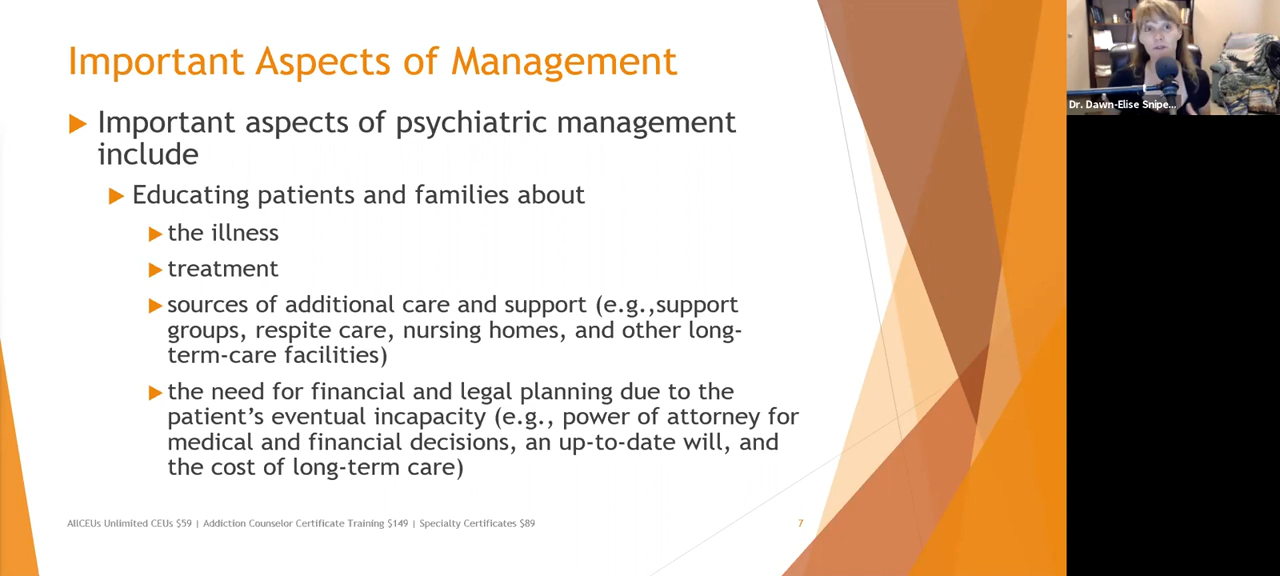 Important Aspects of Management
Important aspects of psychiatric management
include
Educating patients and families about
the illness
treatment
sources of additional care and support (e.g.,support
groups, respite care, nursing homes, and other long-
term-care facilities)
the need for financial and legal planning due to the
patient’s eventual incapacity (e.g., power of attorney for
medical and financial decisions, an up-to-date will, and
the cost of long-term care)
AllCEUs Unlimited CEUs $59 | Addiction Counselor Certificate Training $149 | Specialty Certificates $89
7
Dr. Dawn-Elise Snipe...